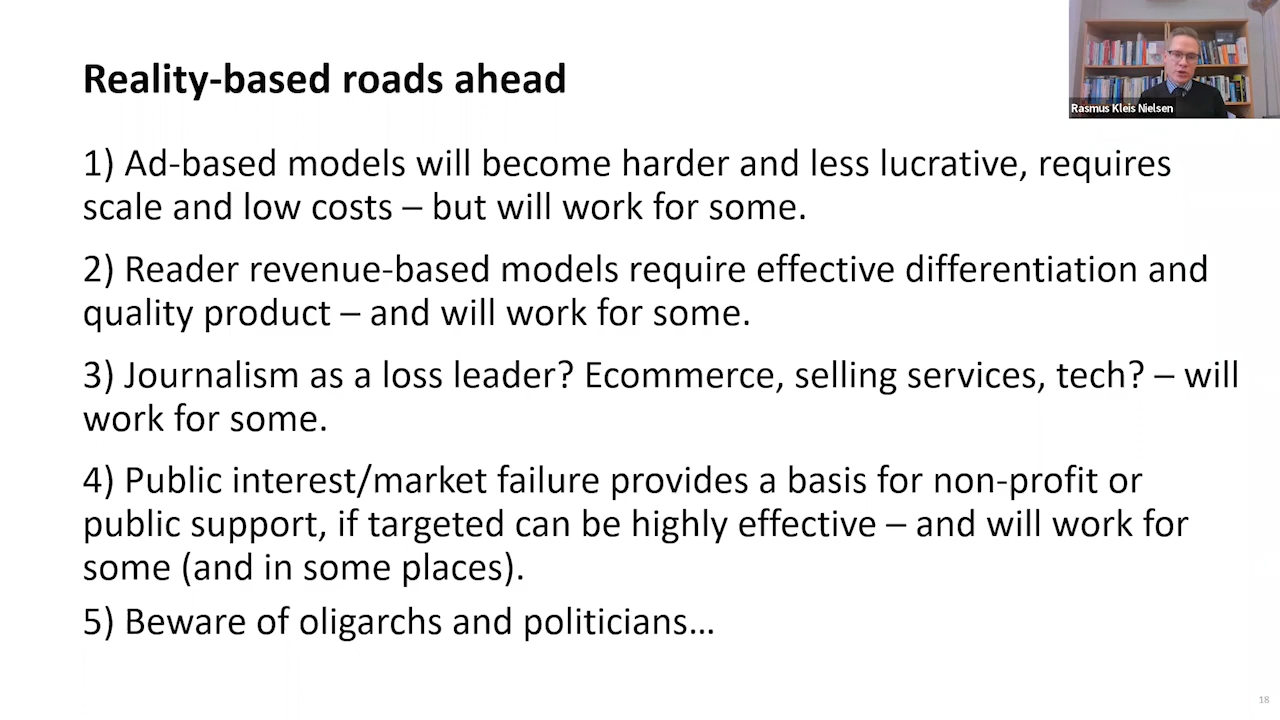 Reality-based roads ahead
Rasmus Kleis Nielsen
1) Ad-based models will become harder and less lucrative, requires
scale and low costs – but will work for some.
2) Reader revenue-based models require effective differentiation and
quality product – and will work for some.
3) Journalism as a loss leader? Ecommerce, selling services, tech? – will
work for some.
4) Public interest/market failure provides a basis for non-profit or
public support, if targeted can be highly effective – and will work for
some (and in some places).
5) Beware of oligarchs and politicians…
18